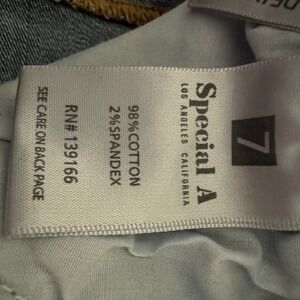 7
Special A
LOS ANGELES CALIFORNIA
98%COTTON
2%SPANDEX
RN# 139166
SEE CARE ON BACK PAGE